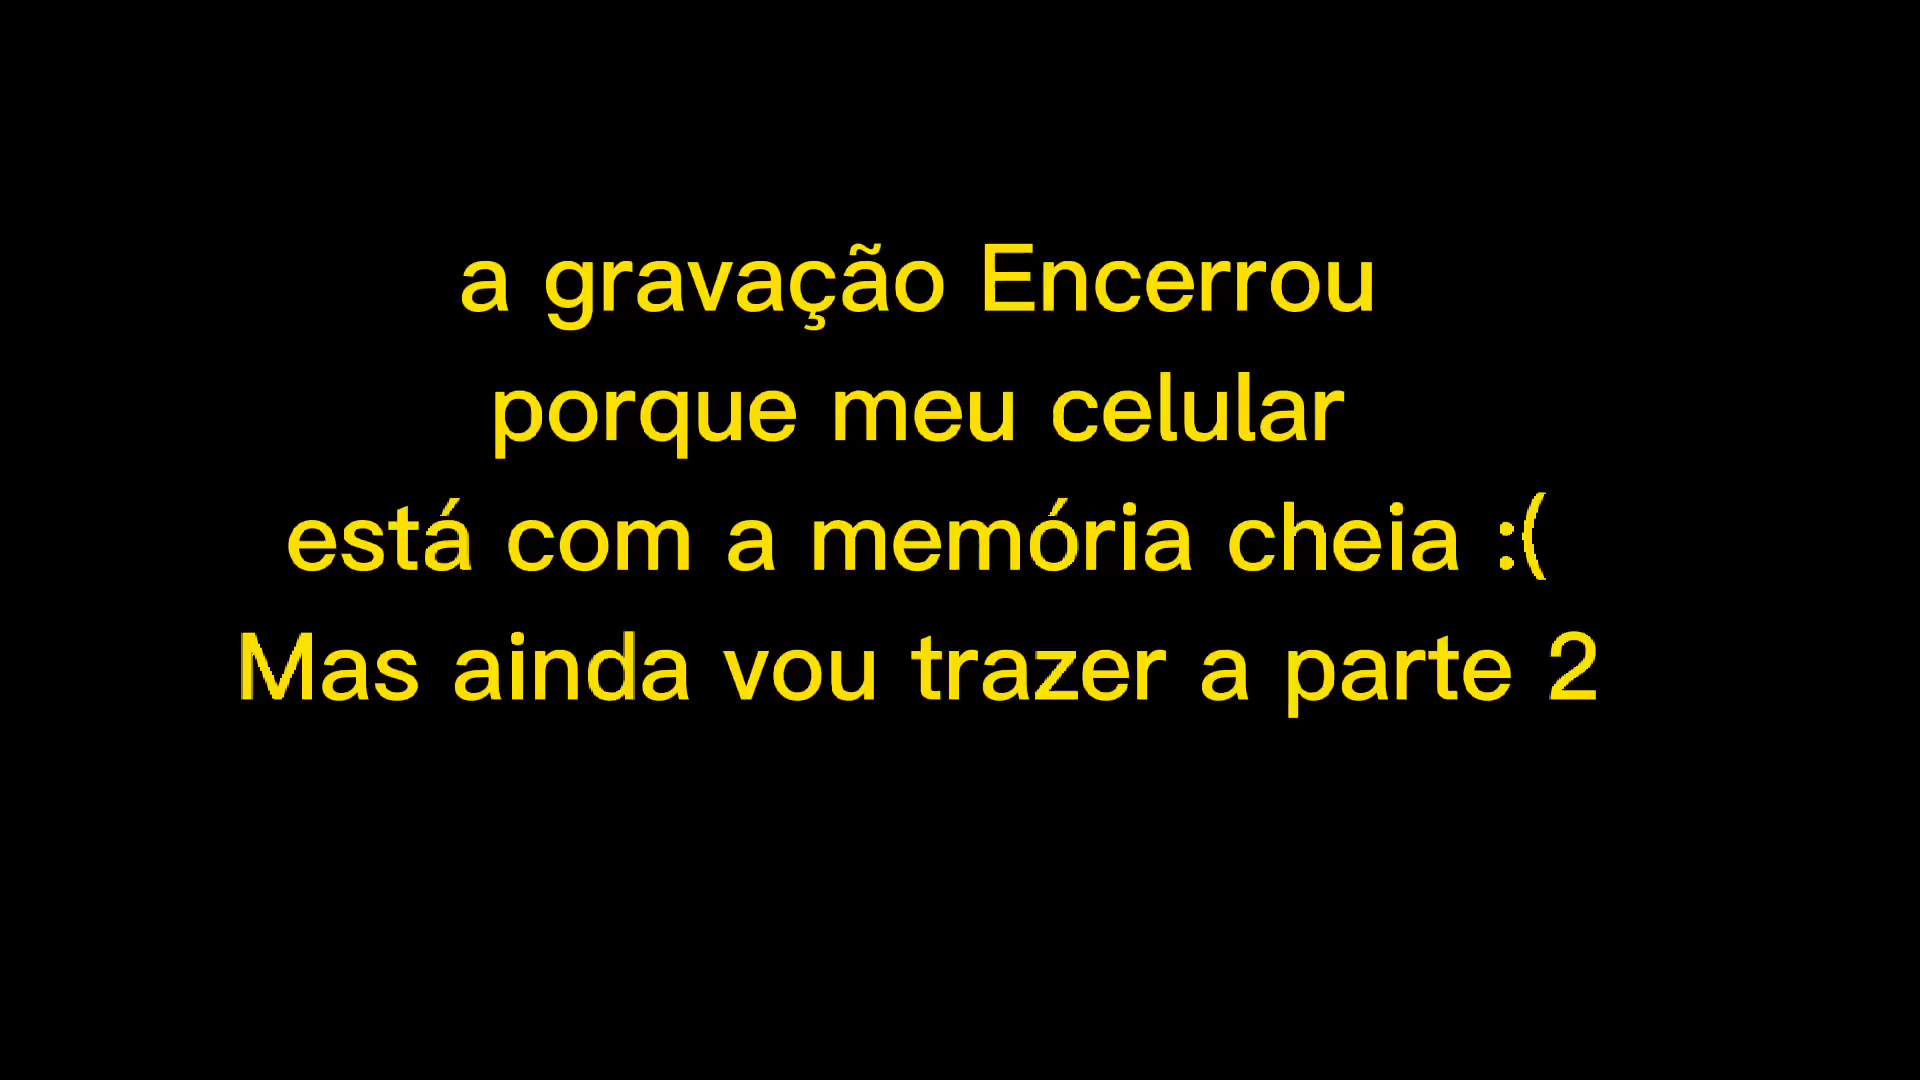 a gravação Encerrou
porque meu celular
está com a memória cheia :(
Mas ainda vou trazer a parte 2